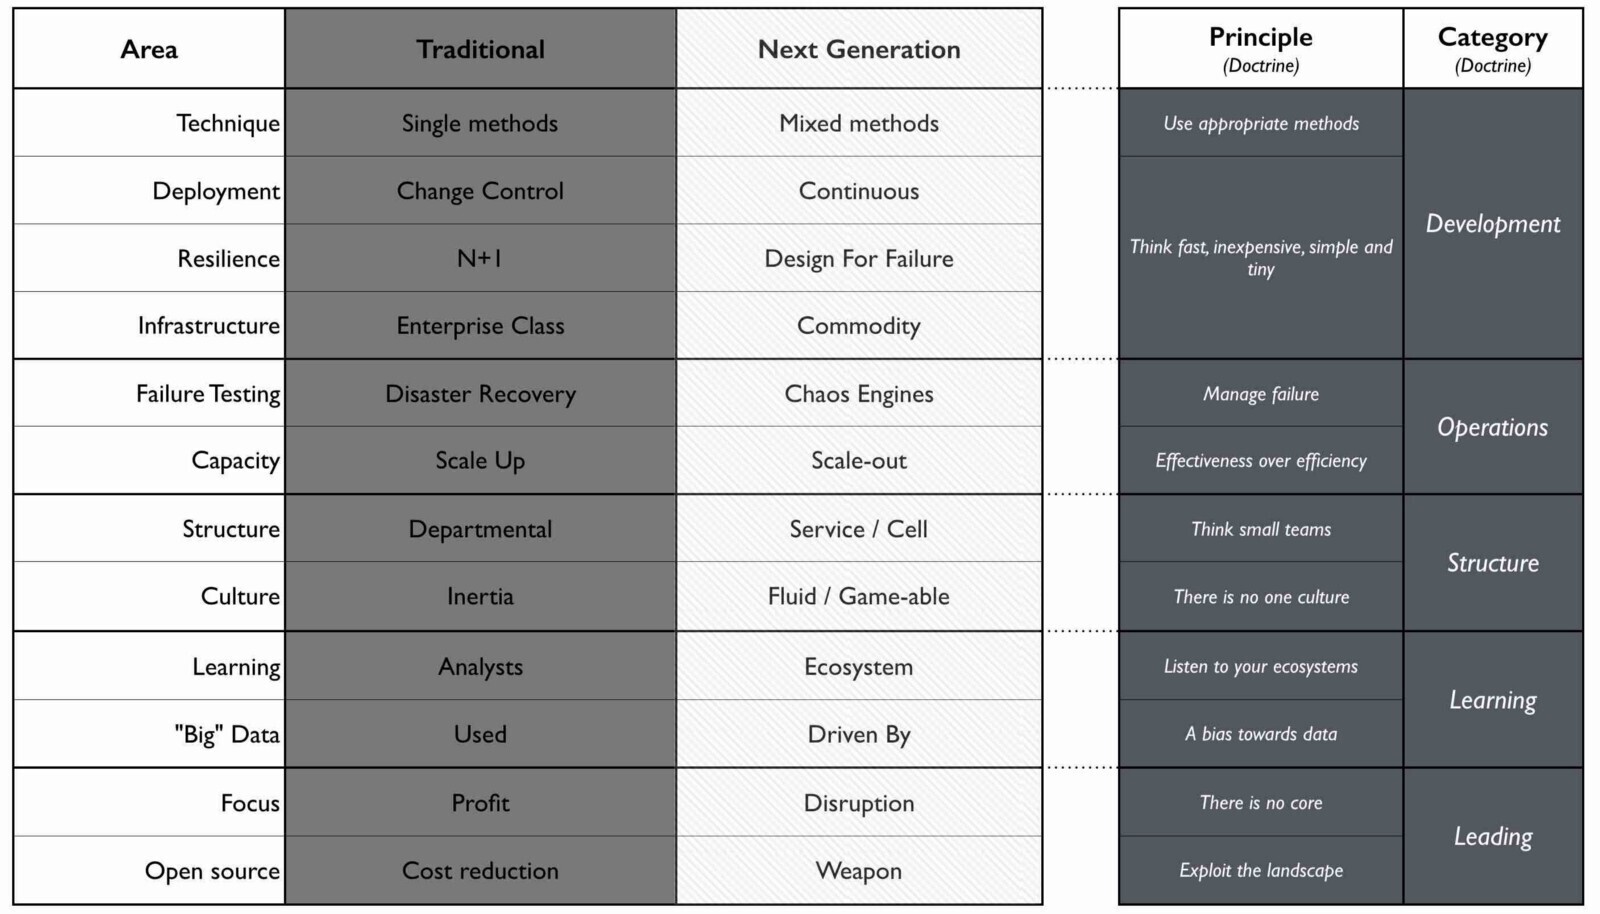 Area Traditional Next Generation Principle Category
(Doctrine) (Doctrine)
Technique Single methods Mixed methods Use appropriate methods
Deployment Change Control Continuous
Development
Resilience N+1 Design For Failure Think fast, inexpensive, simple and
tiny
Infrastructure Enterprise Class Commodity
Failure Testing Disaster Recovery Chaos Engines Manage failure
Operations
Capacity Scale Up Scale-out Effectiveness over efficiency
Structure Departmental Service / Cell Think small teams
Structure
Culture Inertia Fluid / Game-able There is no one culture
Learning Analysts Ecosystem Listen to your ecosystems
Learning
"Big" Data Used Driven By A bias towards data
Focus Profit Disruption There is no core
Leading
Open source Cost reduction Weapon Exploit the landscape